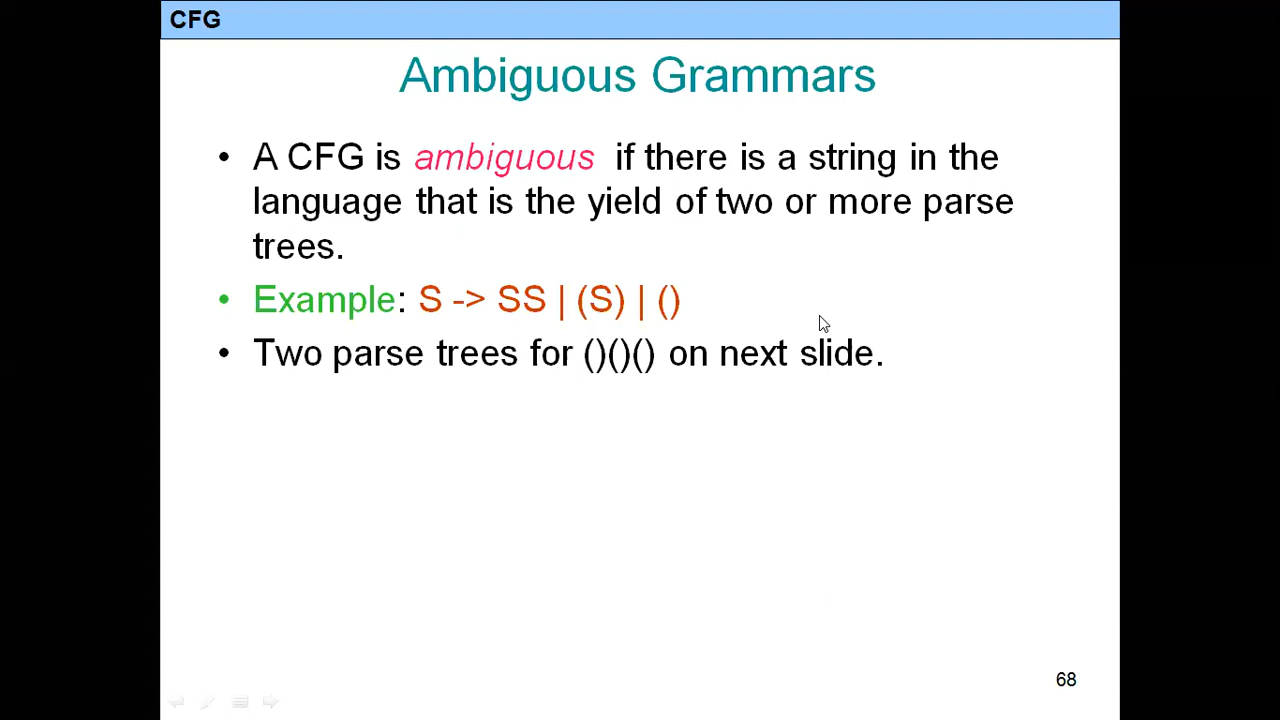 CFG
Ambiguous Grammars
• A CFG is ambiguous if there is a string in the
language that is the yield of two or more parse
trees.
• Example: S -> SS | (S) | ()
• Two parse trees for ()()() on next slide.
68